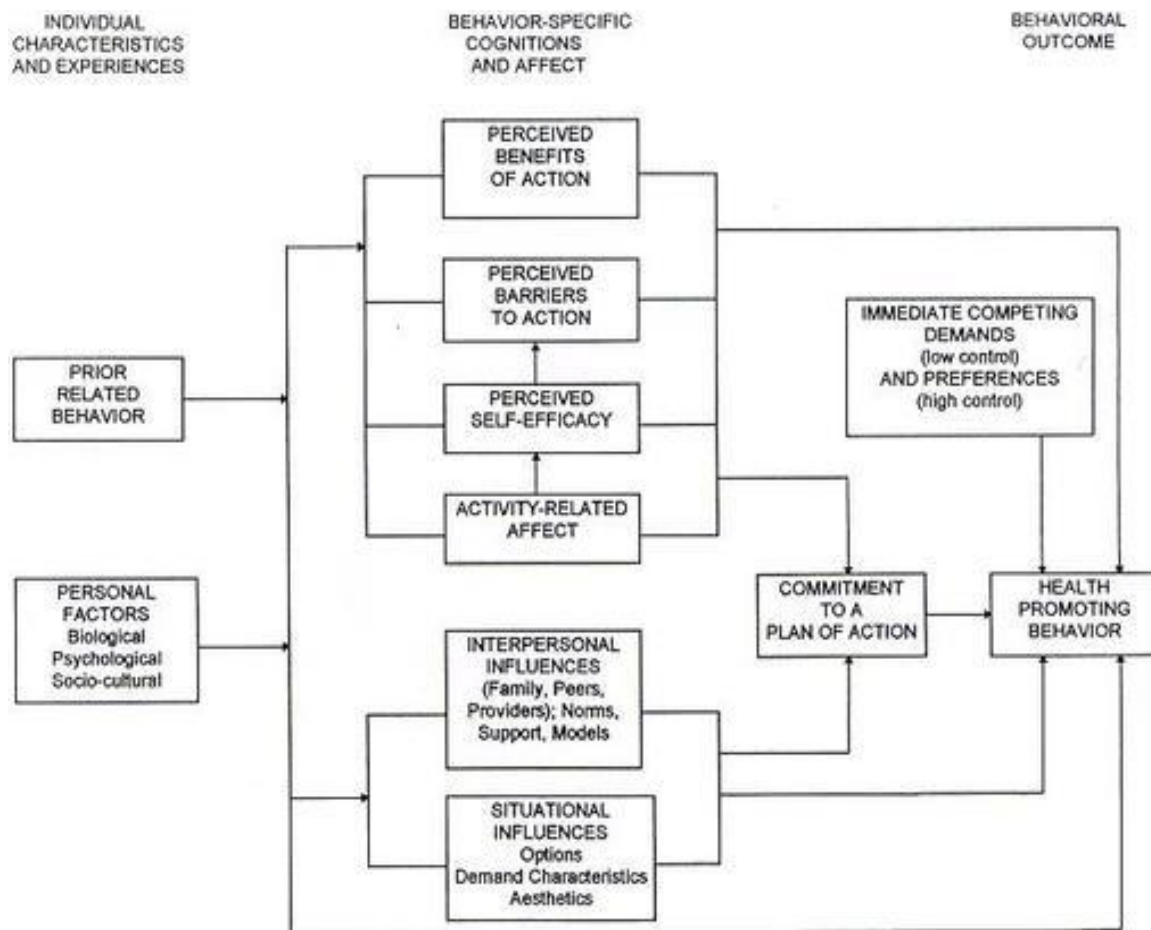 INDIVIDUAL
CHARACTERISTICS
AND EXPERIENCES
BEHAVIOR-SPECIFIC
COGNITIONS
AND AFFECT
BEHAVIORAL
OUTCOME
PERCEIVED
BENEFITS
OF ACTION
PERCEIVED
BARRIERS
TO ACTION
IMMEDIATE COMPETING
DEMANDS
(low control)
AND PREFERENCES
(high control)
PRIOR
RELATED
BEHAVIOR
PERCEIVED
SELF-EFFICACY
ACTIVITY-RELATED
AFFECT
PERSONAL
FACTORS
Biological
Psychological
Socio-cultural
COMMITMENT
TO A
PLAN OF ACTION
HEALTH
PROMOTING
BEHAVIOR
INTERPERSONAL
INFLUENCES
(Family, Peers,
Providers); Norms,
Support, Models
SITUATIONAL
INFLUENCES
Options
Demand Characteristics
Aesthetics